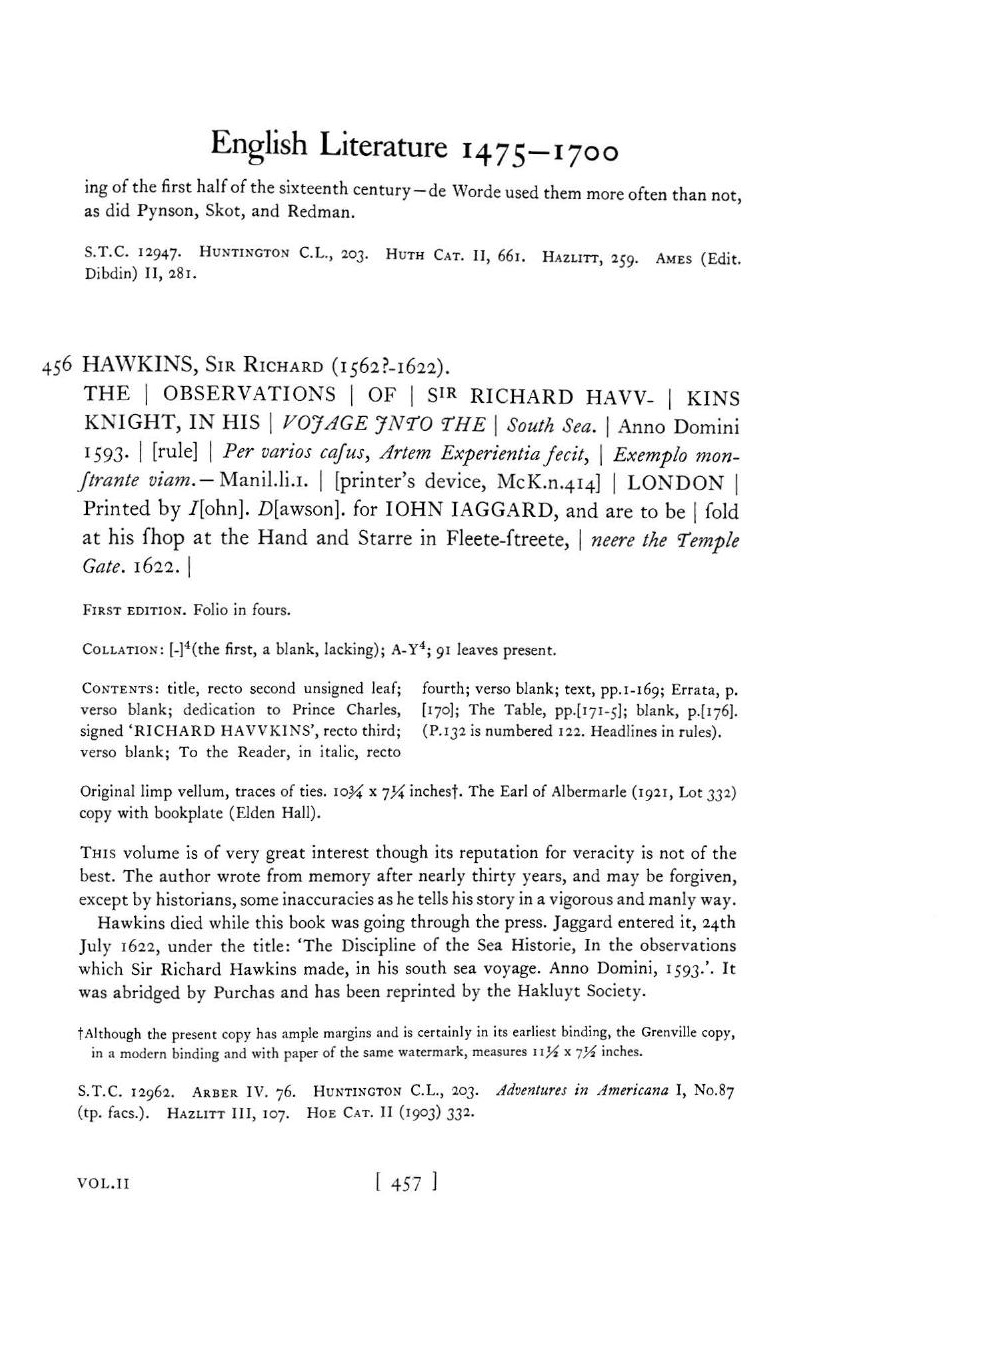 English Literature 1475—1700
ing of the first half of the sixteenth century—de Worde used them more often than not,
as did Pynson, Skot, and Redman.
S.T.C. 12947. Huntington C.L., 203. Huth Cat. II, 661. Hazlitt, 259. Ames (Edit.
Dibdin) II, 281.
456 HAWKINS, Sir Richard (1562?-1622).
THE | OBSERVATIONS | OF | SIR RICHARD HAVV- | KINS
KNIGHT, IN HIS | VOJAGE JNTO THE | South Sea. | Anno Domini
1593. | [rule] | Per varios caſus, Artem Experientia fecit, | Exemplo mon-
ſtrante viam.—Manil.li.1. | [printer's device, McK.n.414] | LONDON |
Printed by I[ohn]. D[awson]. for IOHN IAGGARD, and are to be | ſold
at his ſhop at the Hand and Starre in Fleete-ſtreete, | neere the Temple
Gate. 1622. |
First edition. Folio in fours.
Collation: [-]⁴(the first, a blank, lacking); A-Y⁴; 91 leaves present.
Contents: title, recto second unsigned leaf;
verso blank; dedication to Prince Charles,
signed 'RICHARD HAVVKINS', recto third;
verso blank; To the Reader, in italic, recto
fourth; verso blank; text, pp.1-169; Errata, p.
[170]; The Table, pp.[171-5]; blank, p.[176].
(P.132 is numbered 122. Headlines in rules).
Original limp vellum, traces of ties. 10¾ x 7¼ inches†. The Earl of Albermarle (1921, Lot 332)
copy with bookplate (Elden Hall).
This volume is of very great interest though its reputation for veracity is not of the
best. The author wrote from memory after nearly thirty years, and may be forgiven,
except by historians, some inaccuracies as he tells his story in a vigorous and manly way.
Hawkins died while this book was going through the press. Jaggard entered it, 24th
July 1622, under the title: 'The Discipline of the Sea Historie, In the observations
which Sir Richard Hawkins made, in his south sea voyage. Anno Domini, 1593.'. It
was abridged by Purchas and has been reprinted by the Hakluyt Society.
†Although the present copy has ample margins and is certainly in its earliest binding, the Grenville copy,
in a modern binding and with paper of the same watermark, measures 11½ x 7½ inches.
S.T.C. 12962. Arber IV. 76. Huntington C.L., 203. Adventures in Americana I, No.87
(tp. facs.). Hazlitt III, 107. Hoe Cat. II (1903) 332.
VOL.II
[ 457 ]